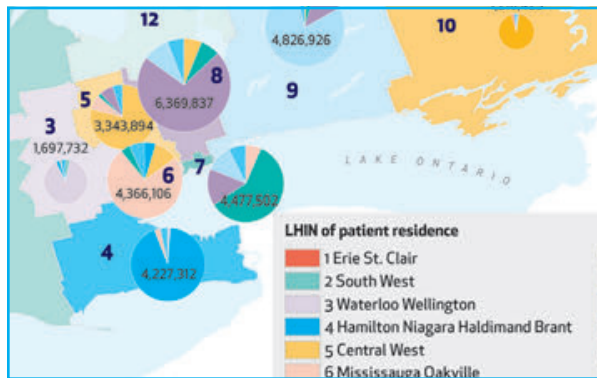 12
4,826,926
10
8
6,369,837
9
5
3,343,894
3
1,697,732
6
7
4,366,106
4,477,502
LAKE ONTARIO
4
4,227,312
LHIN of patient residence
1 Erie St. Clair
2 South West
3 Waterloo Wellington
4 Hamilton Niagara Haldimand Brant
5 Central West
6 Mississauga Oakville